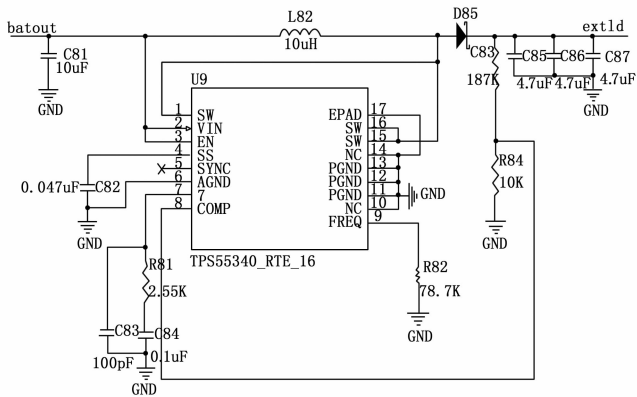 L82
D85
batout
extld
10uH
C81
10uF
C83
C85
C86
C87
187K
4.7uF
4.7uF
4.7uF
GND
GND
U9
1 SW
2 VIN
3 EN
4 SS
5 SYNC
6 AGND
7 7
8 COMP
EPAD 17
SW 16
SW 15
NC 14
PGND 13
PGND 12
PGND 11
NC 10
FREQ 9
GND
0.047uF
C82
GND
R84
10K
GND
TPS55340_RTE_16
R81
2.55K
R82
78.7K
GND
C83
100pF
C84
0.1uF
GND